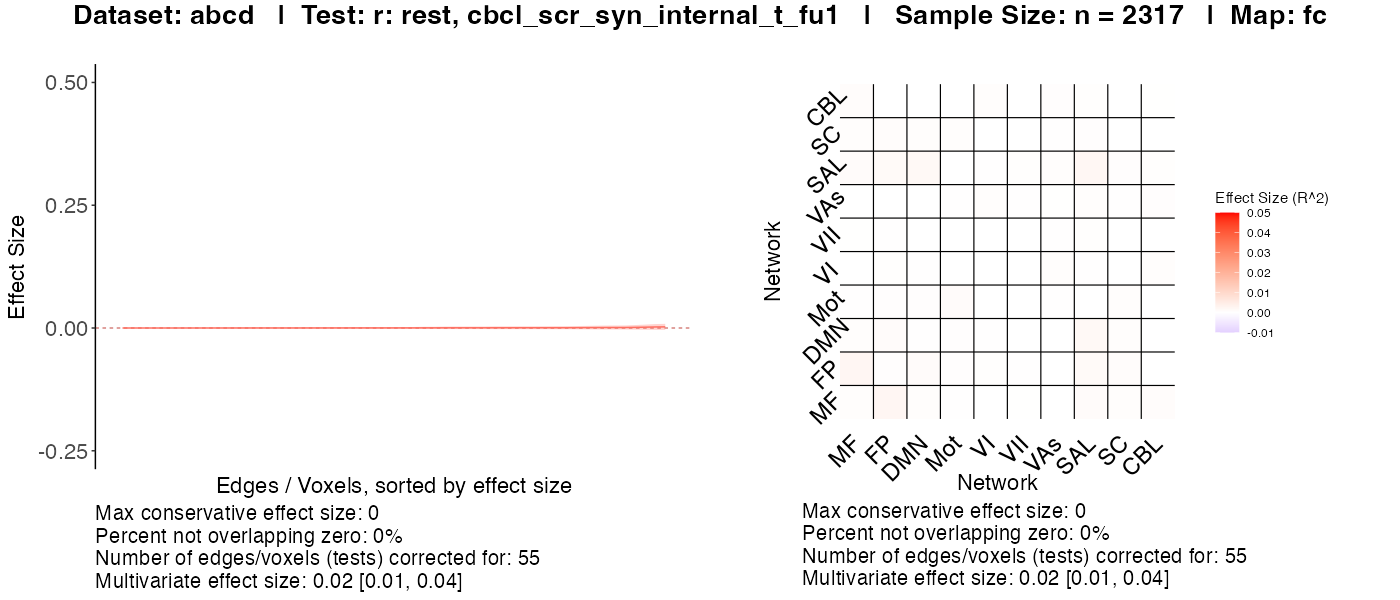 Dataset: abcd | Test: r: rest, cbcl_scr_syn_internal_t_fu1 | Sample Size: n = 2317 | Map: fc
0.50
0.25
0.00
-0.25
Effect Size
Edges / Voxels, sorted by effect size
Max conservative effect size: 0
Percent not overlapping zero: 0%
Number of edges/voxels (tests) corrected for: 55
Multivariate effect size: 0.02 [0.01, 0.04]
Network
CBL
SC
SAL
VAs
VII
VI
Mot
DMN
FP
MF
MF
FP
DMN
Mot
VI
VII
VAs
SAL
SC
CBL
Network
Effect Size (R^2)
0.05
0.04
0.03
0.02
0.01
0.00
-0.01
Max conservative effect size: 0
Percent not overlapping zero: 0%
Number of edges/voxels (tests) corrected for: 55
Multivariate effect size: 0.02 [0.01, 0.04]